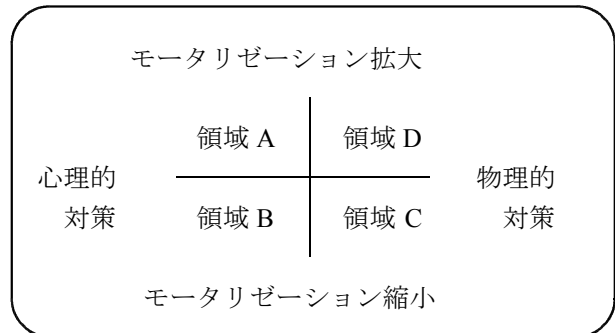 モータリゼーション拡大
領域 A 領域 D
心理的 物理的
対策 領域 B 領域 C 対策
モータリゼーション縮小